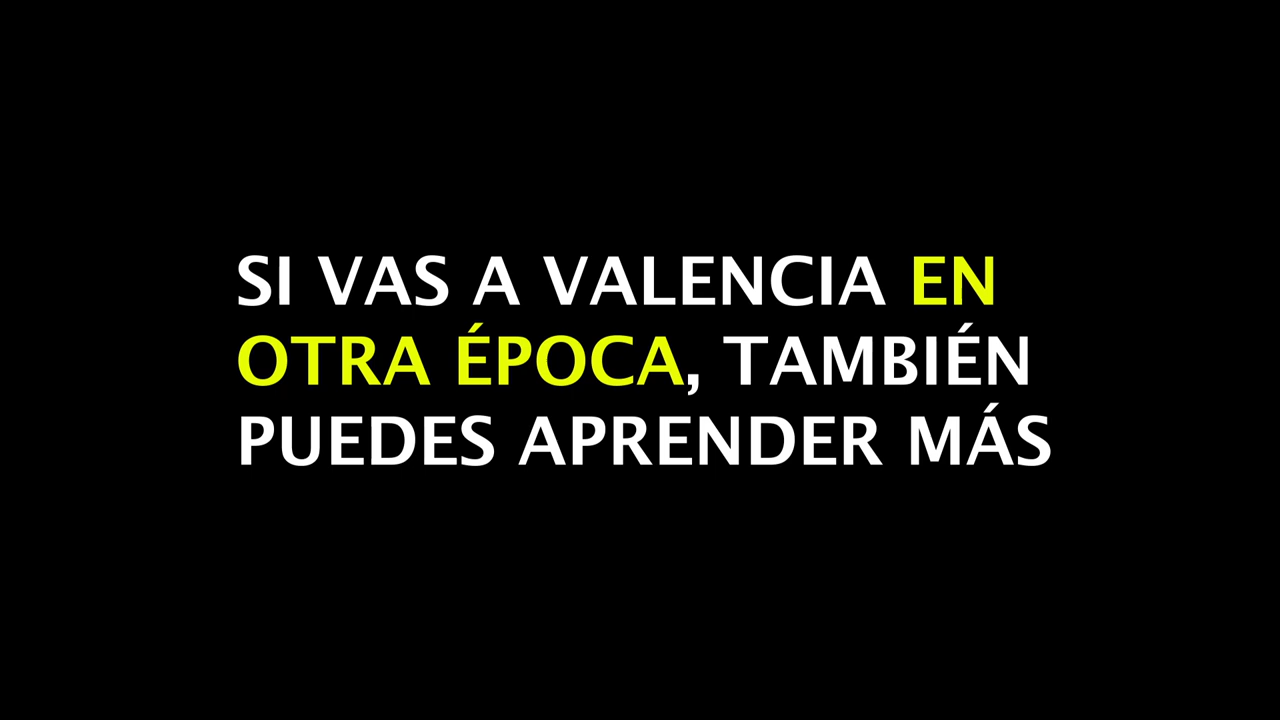 SI VAS A VALENCIA EN
OTRA ÉPOCA, TAMBIÉN
PUEDES APRENDER MÁS